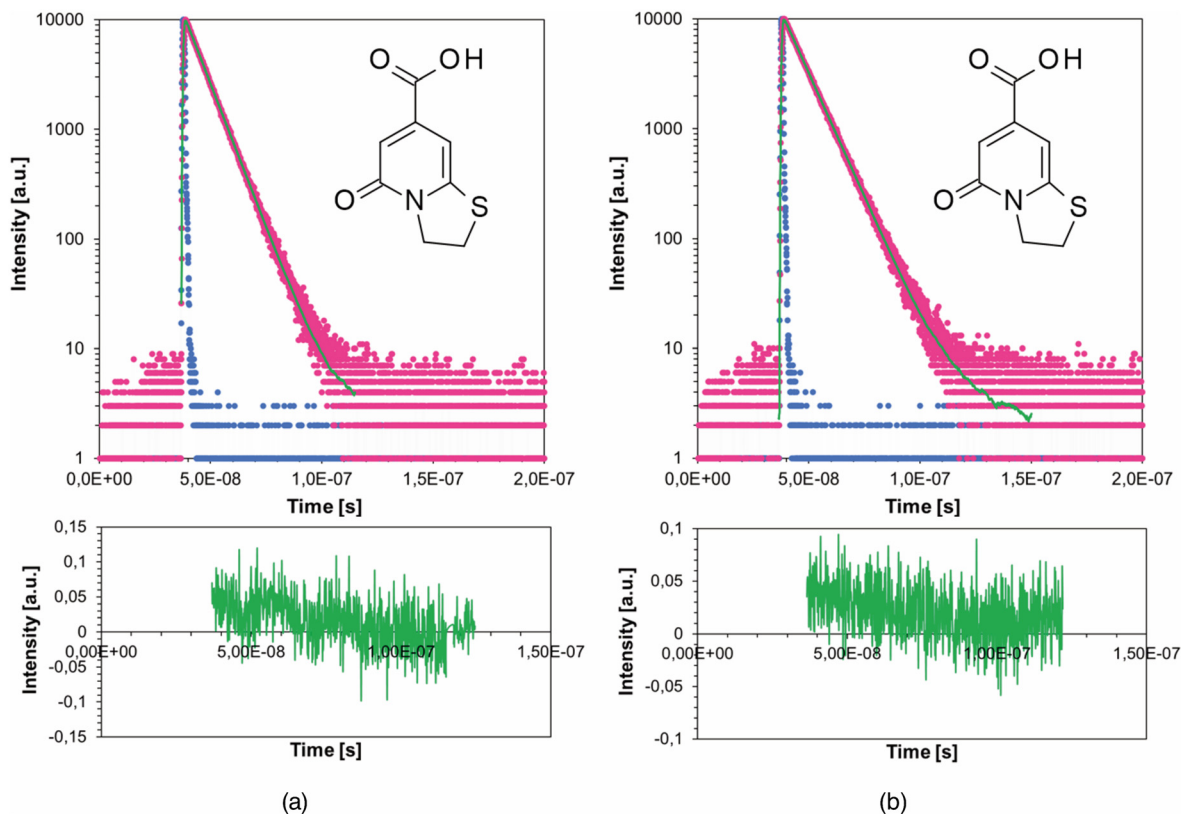 10000
1000
100
10
1
Intensity [a.u.]
0,0E+00 5,0E-08 1,0E-07 1,5E-07 2,0E-07
Time [s]
O OH
O N S
10000
1000
100
10
1
Intensity [a.u.]
0,0E+00 5,0E-08 1,0E-07 1,5E-07 2,0E-07
Time [s]
O OH
O N S
0,15
0,1
0,05
0
-0,05
-0,1
-0,15
Intensity [a.u.]
0,00E+00 5,00E-08 1,00E-07 1,50E-07
Time [s]
0,1
0,05
0
-0,05
-0,1
Intensity [a.u.]
0,00E+00 5,00E-08 1,00E-07 1,50E-07
Time [s]
(a) (b)